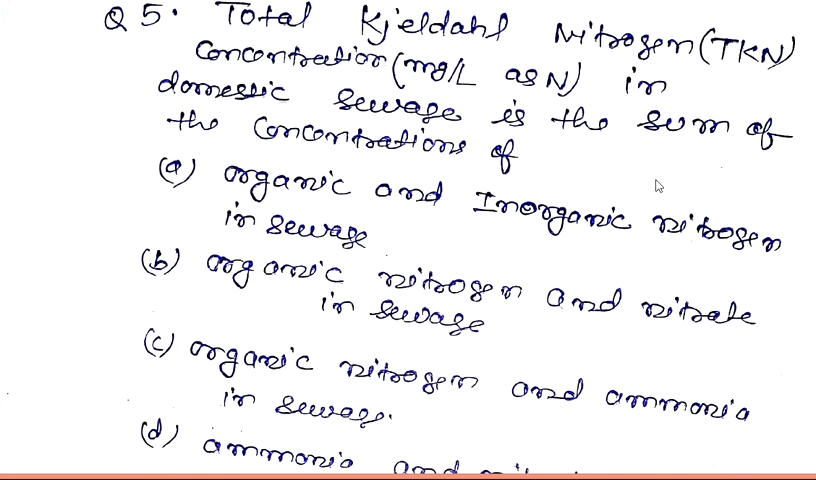 Q 5. Total Kjeldahl Nitrogen (TKN)
Concentration (mg/L as N) in
domestic sewage is the sum of
the concentrations of
(a) organic and Inorganic nitrogen
in sewage
(b) organic nitrogen and nitrate
in sewage
(c) organic nitrogen and ammonia
in sewage.
(d) ammonia and